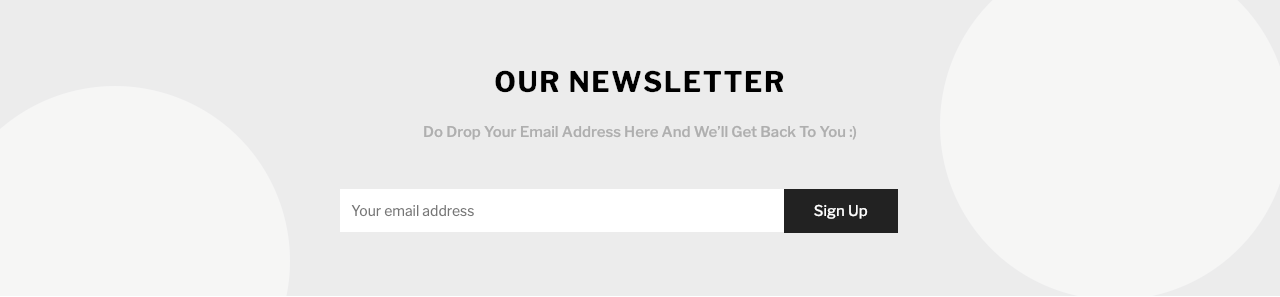 OUR NEWSLETTER
Do Drop Your Email Address Here And We’ll Get Back To You :)
Your email address
Sign Up